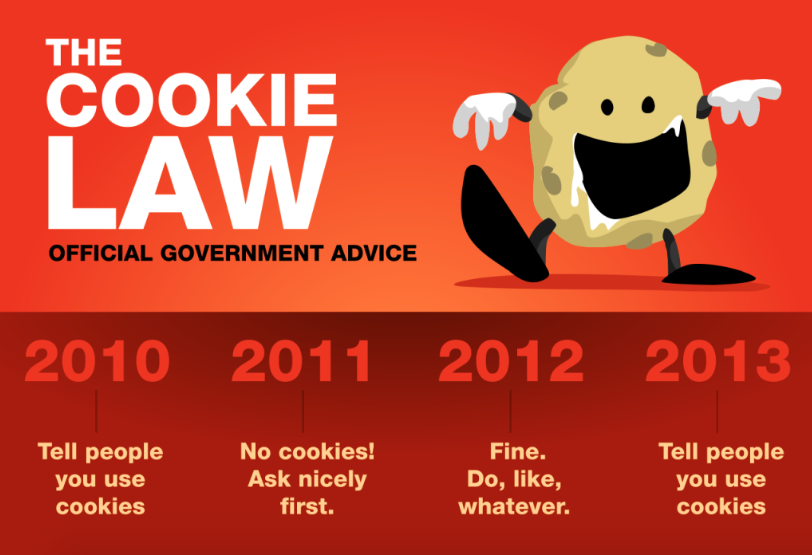 THE
COOKIE
LAW
OFFICIAL GOVERNMENT ADVICE
2010
Tell people
you use
cookies
2011
No cookies!
Ask nicely
first.
2012
Fine.
Do, like,
whatever.
2013
Tell people
you use
cookies